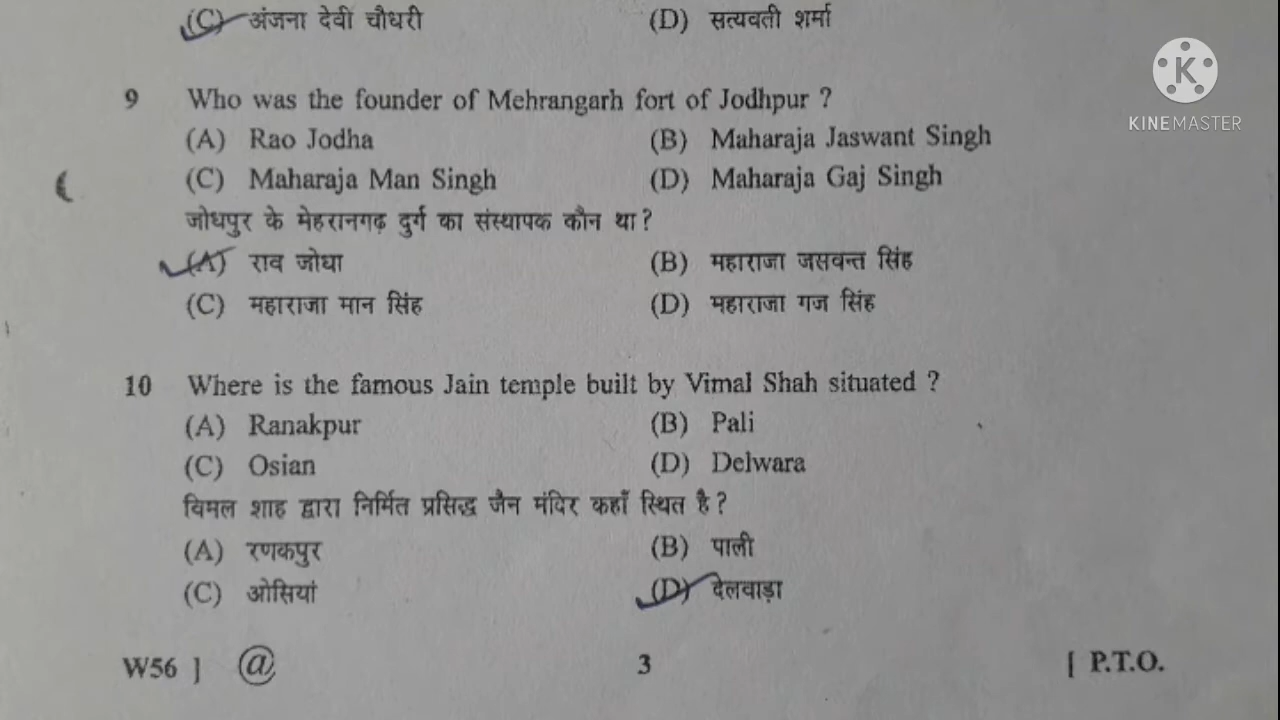 (C) अंजना देवी चौधरी (D) सत्यवती शर्मा
9 Who was the founder of Mehrangarh fort of Jodhpur ?
(A) Rao Jodha (B) Maharaja Jaswant Singh
(C) Maharaja Man Singh (D) Maharaja Gaj Singh
जोधपुर के मेहरानगढ़ दुर्ग का संस्थापक कौन था ?
(A) राव जोधा (B) महाराजा जसवन्त सिंह
(C) महाराजा मान सिंह (D) महाराजा गज सिंह
10 Where is the famous Jain temple built by Vimal Shah situated ?
(A) Ranakpur (B) Pali
(C) Osian (D) Delwara
विमल शाह द्वारा निर्मित प्रसिद्ध जैन मंदिर कहाँ स्थित है ?
(A) रणकपुर (B) पाली
(C) ओसियां (D) देलवाड़ा
W56 ] @ 3 [ P.T.O.
K
KINEMASTER